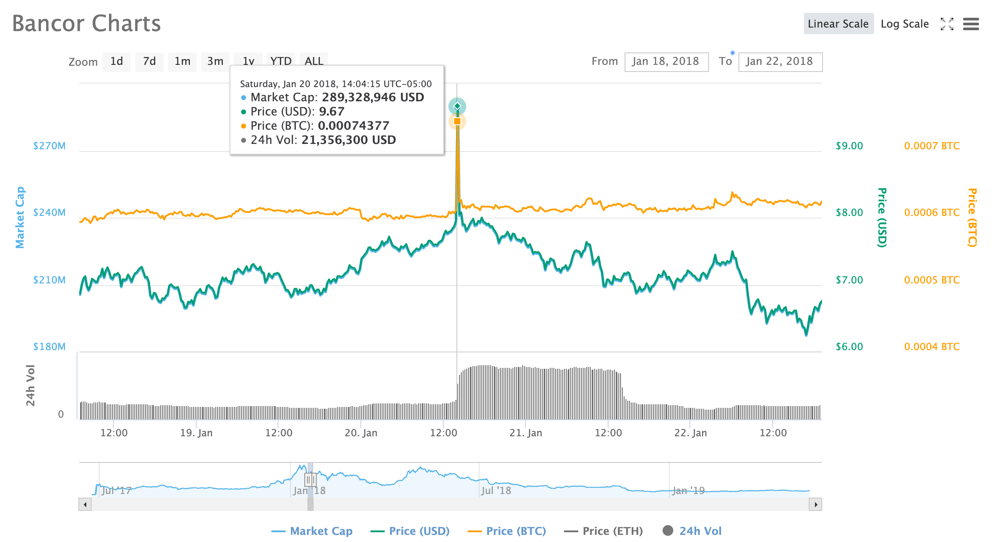 Bancor Charts
Linear Scale Log Scale
Zoom 1d 7d 1m 3m 1y YTD ALL
From Jan 18, 2018 To Jan 22, 2018
Saturday, Jan 20 2018, 14:04:15 UTC-05:00
Market Cap: 289,328,946 USD
Price (USD): 9.67
Price (BTC): 0.00074377
24h Vol: 21,356,300 USD
$270M $9.00 0.0007 BTC
$240M $8.00 0.0006 BTC
$210M $7.00 0.0005 BTC
$180M $6.00 0.0004 BTC
Market Cap
Price (USD)
Price (BTC)
24h Vol
0
12:00 19. Jan 12:00 20. Jan 12:00 21. Jan 12:00 22. Jan 12:00
Jul '17 Jan '18 Jul '18 Jan '19
Market Cap Price (USD) Price (BTC) Price (ETH) 24h Vol